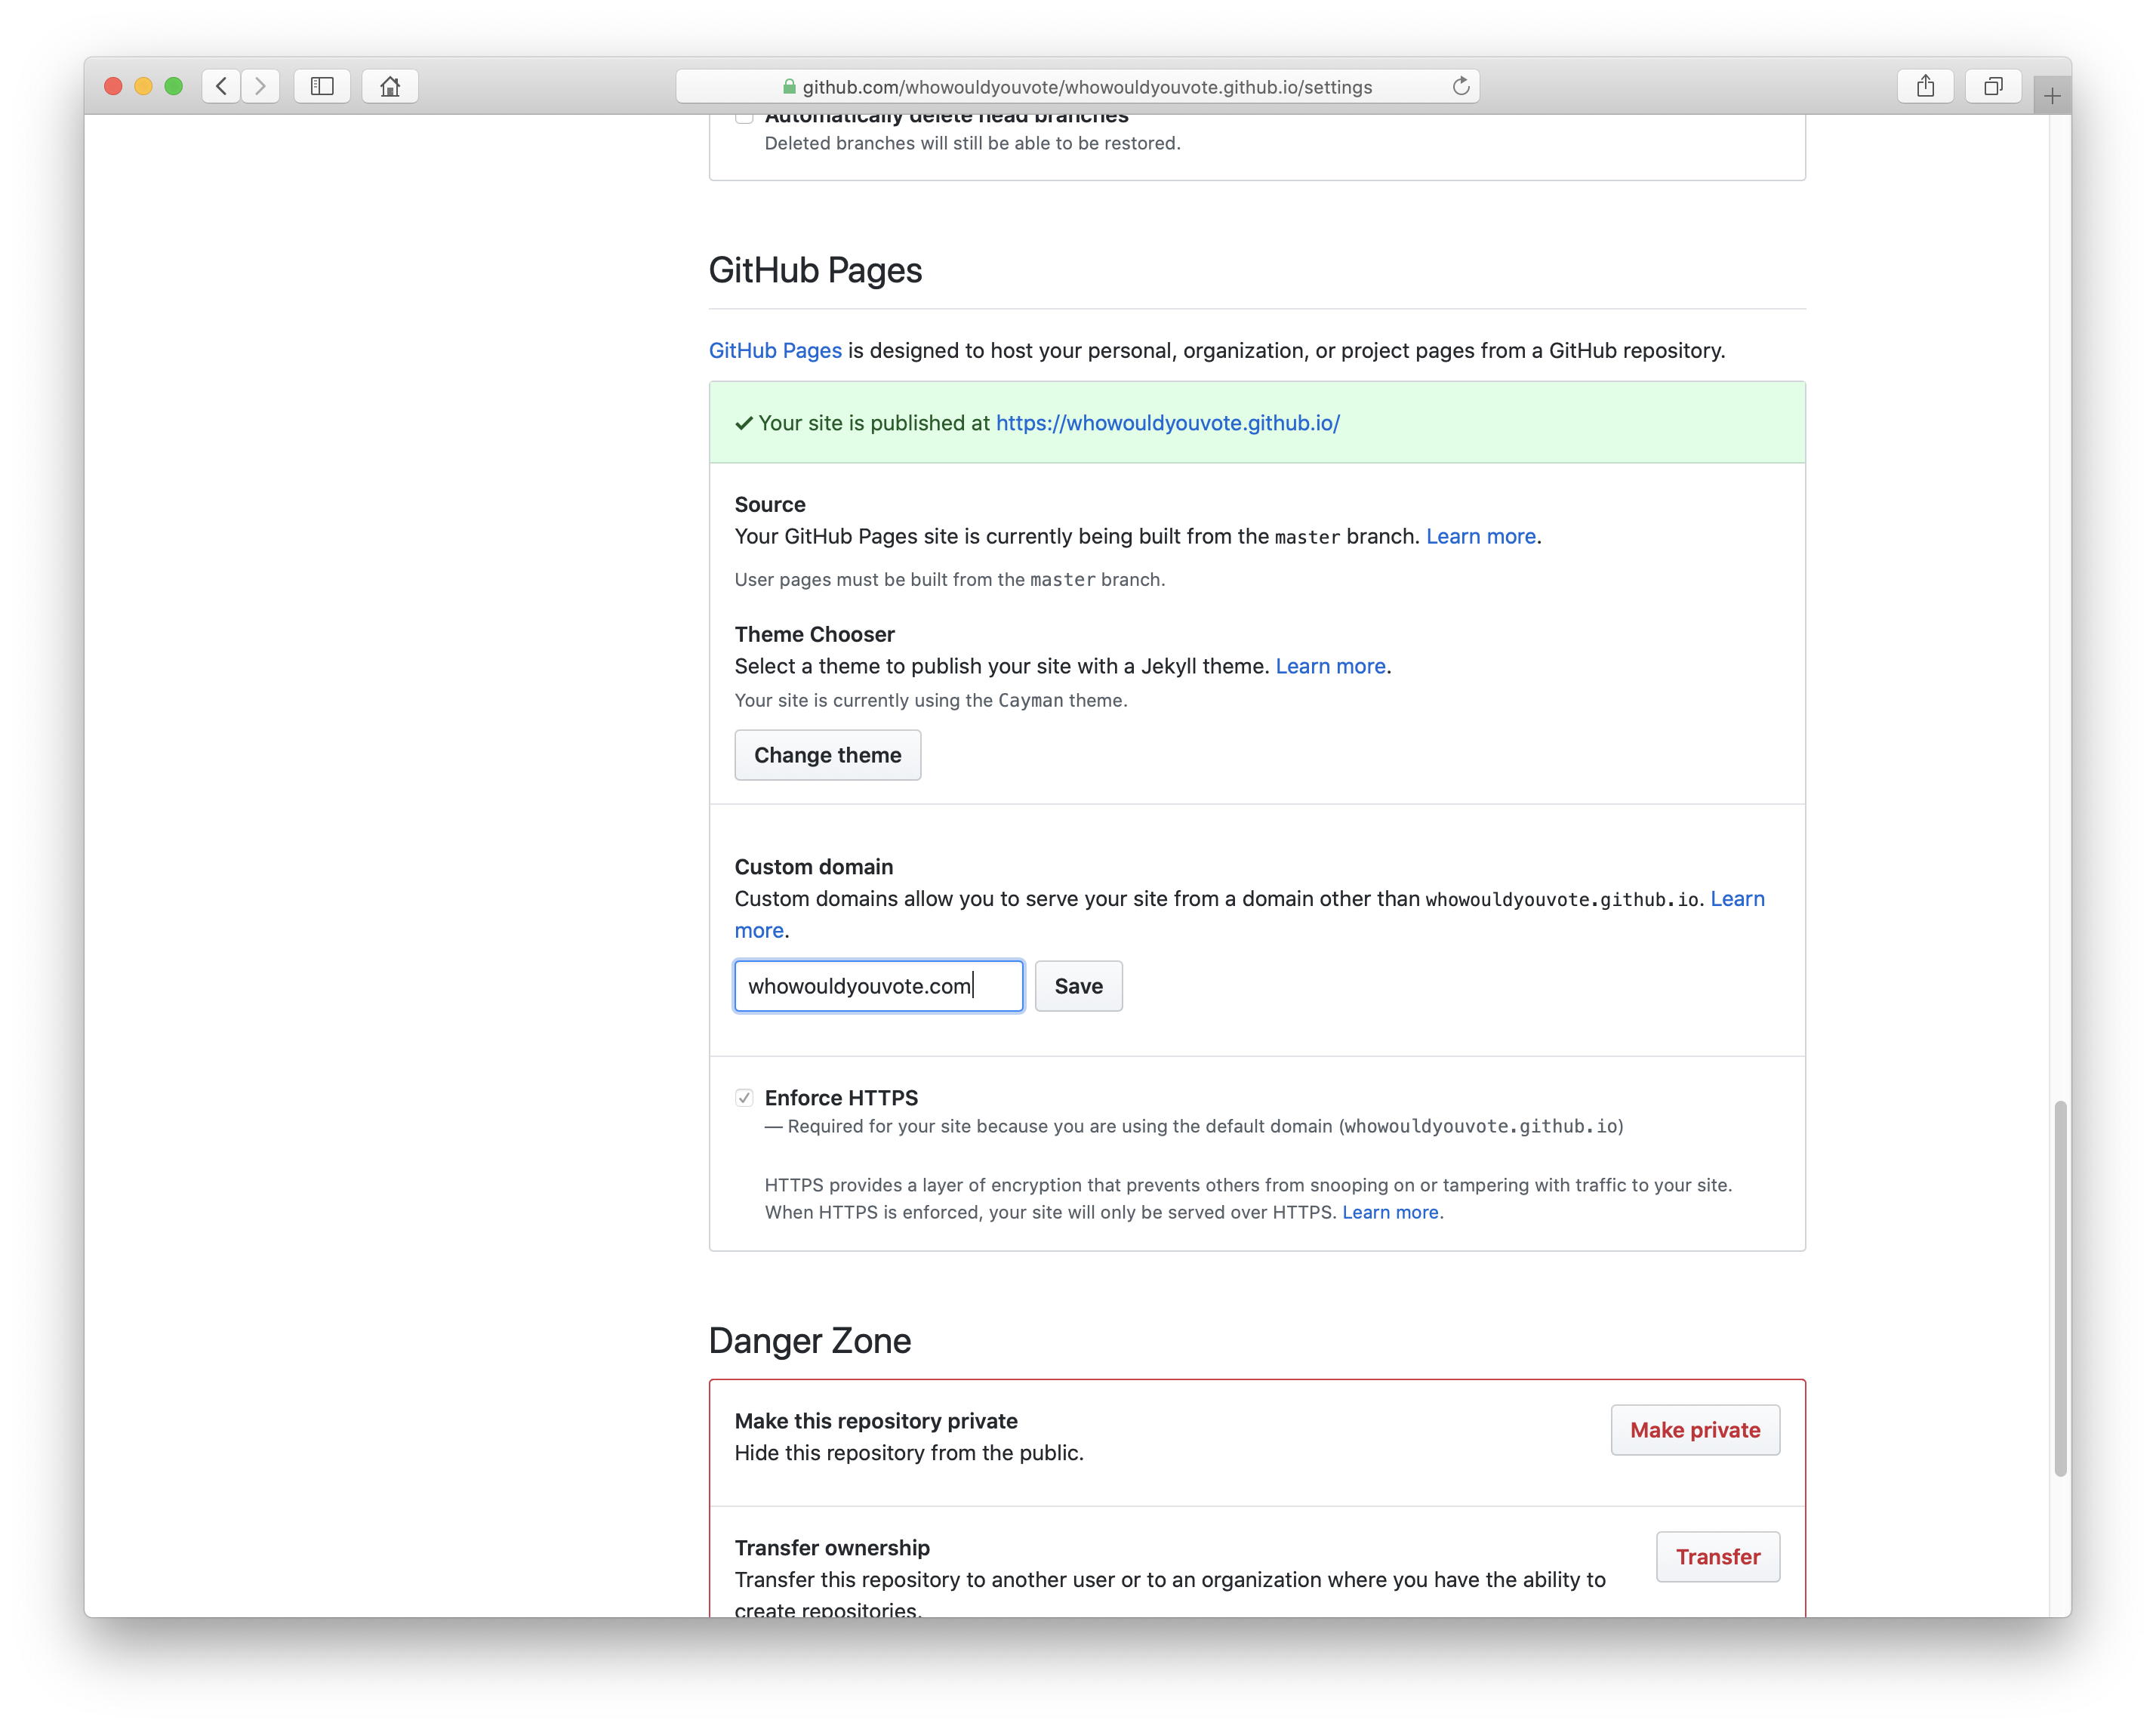 github.com/whowouldyouvote/whowouldyouvote.github.io/settings
Automatically delete head branches
Deleted branches will still be able to be restored.
GitHub Pages
GitHub Pages is designed to host your personal, organization, or project pages from a GitHub repository.
Your site is published at https://whowouldyouvote.github.io/
Source
Your GitHub Pages site is currently being built from the master branch. Learn more.
User pages must be built from the master branch.
Theme Chooser
Select a theme to publish your site with a Jekyll theme. Learn more.
Your site is currently using the Cayman theme.
Change theme
Custom domain
Custom domains allow you to serve your site from a domain other than whowouldyouvote.github.io. Learn
more.
whowouldyouvote.com Save
Enforce HTTPS
— Required for your site because you are using the default domain (whowouldyouvote.github.io)
HTTPS provides a layer of encryption that prevents others from snooping on or tampering with traffic to your site.
When HTTPS is enforced, your site will only be served over HTTPS. Learn more.
Danger Zone
Make this repository private
Hide this repository from the public.
Make private
Transfer ownership
Transfer this repository to another user or to an organization where you have the ability to
create repositories.
Transfer